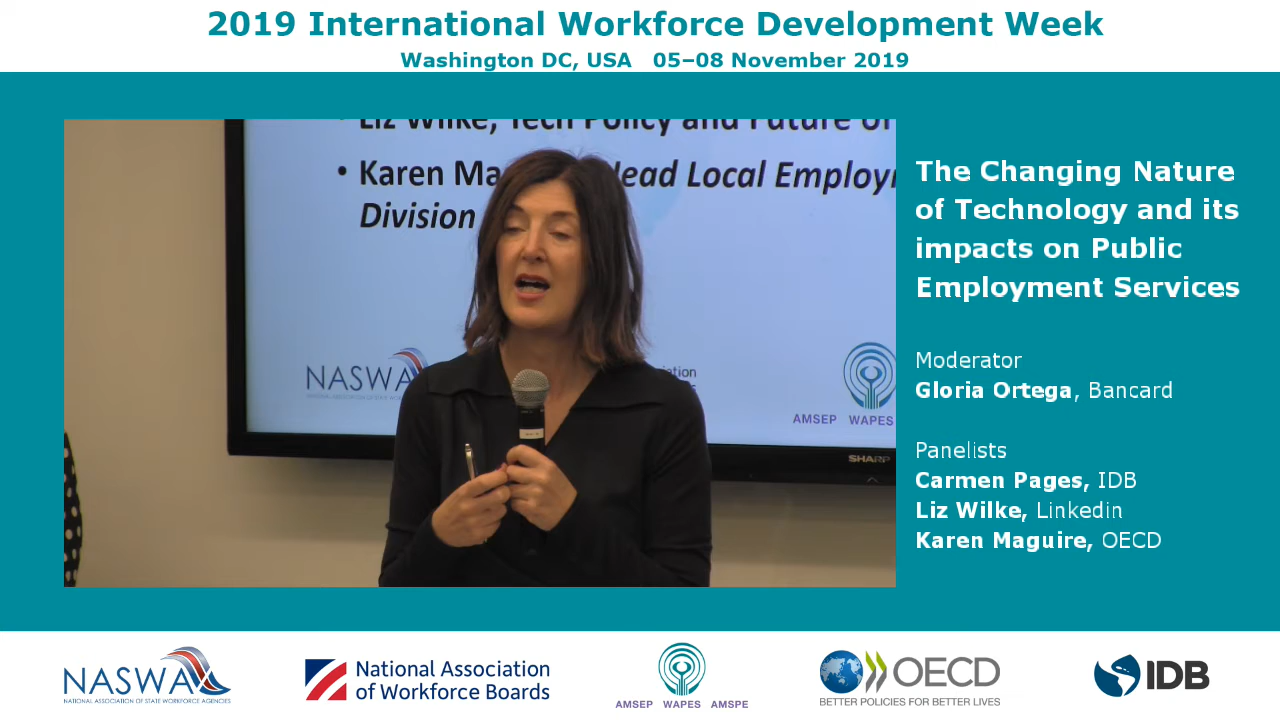 2019 International Workforce Development Week
Washington DC, USA 05–08 November 2019
Liz Wilke, Tech Policy and Future of
• Karen Ma
Head Local Employ
Division
NASWA
AMSEP WAPES
SHARP
The Changing Nature
of Technology and its
impacts on Public
Employment Services
Moderator
Gloria Ortega, Bancard
Panelists
Carmen Pages, IDB
Liz Wilke, Linkedin
Karen Maguire, OECD
NASWA
NATIONAL ASSOCIATION OF STATE WORKFORCE AGENCIES
National Association
of Workforce Boards
AMSEP WAPES AMSPE
OECD
BETTER POLICIES FOR BETTER LIVES
IDB